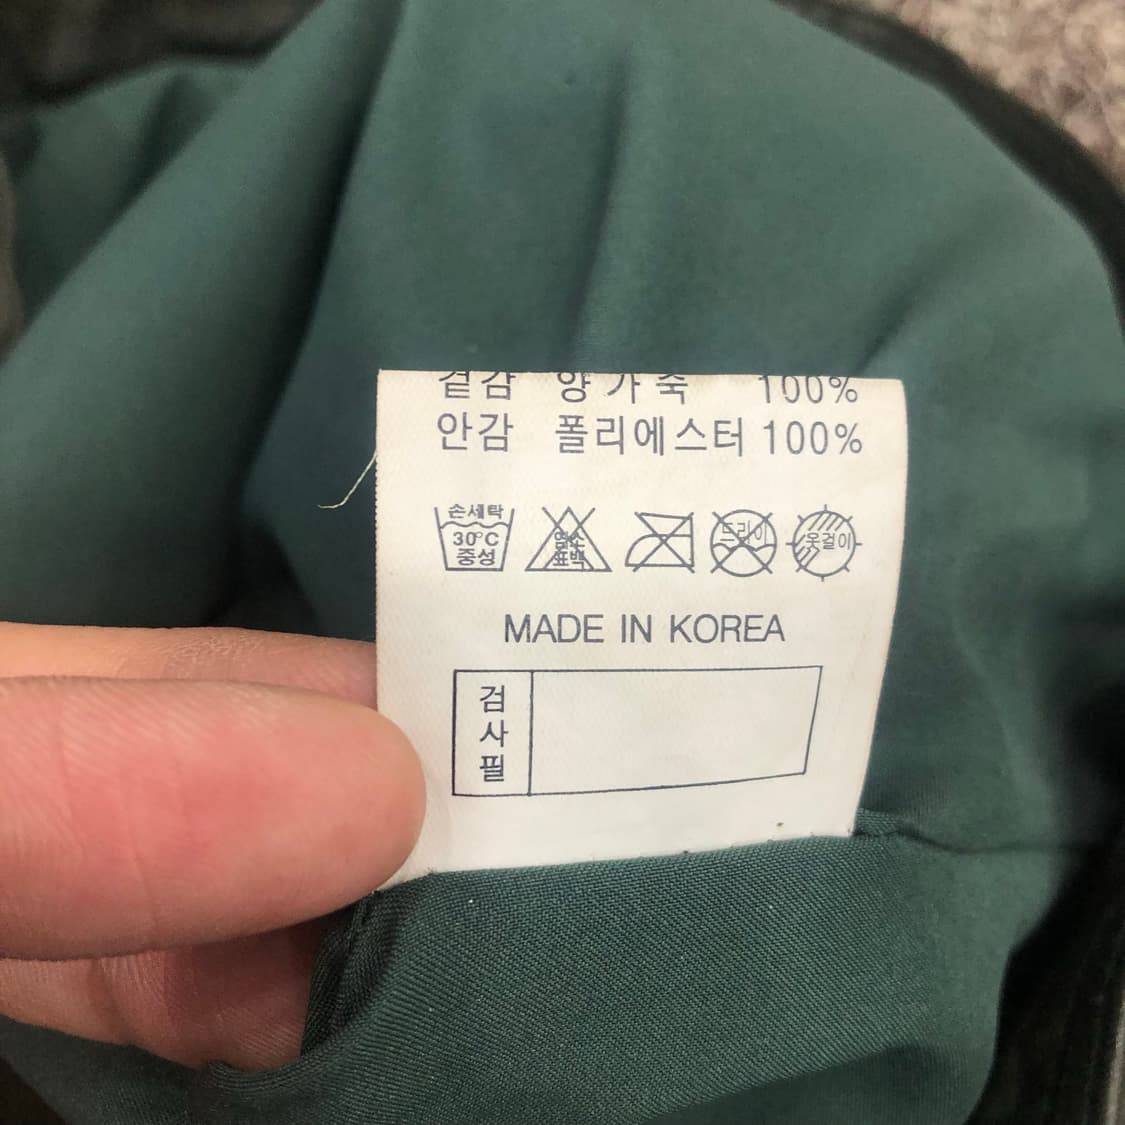 겉감 양가죽 100%
안감 폴리에스터 100%
손세탁
30°C
중성
염소
표백
드라이
옷걸이
MADE IN KOREA
검
사
필